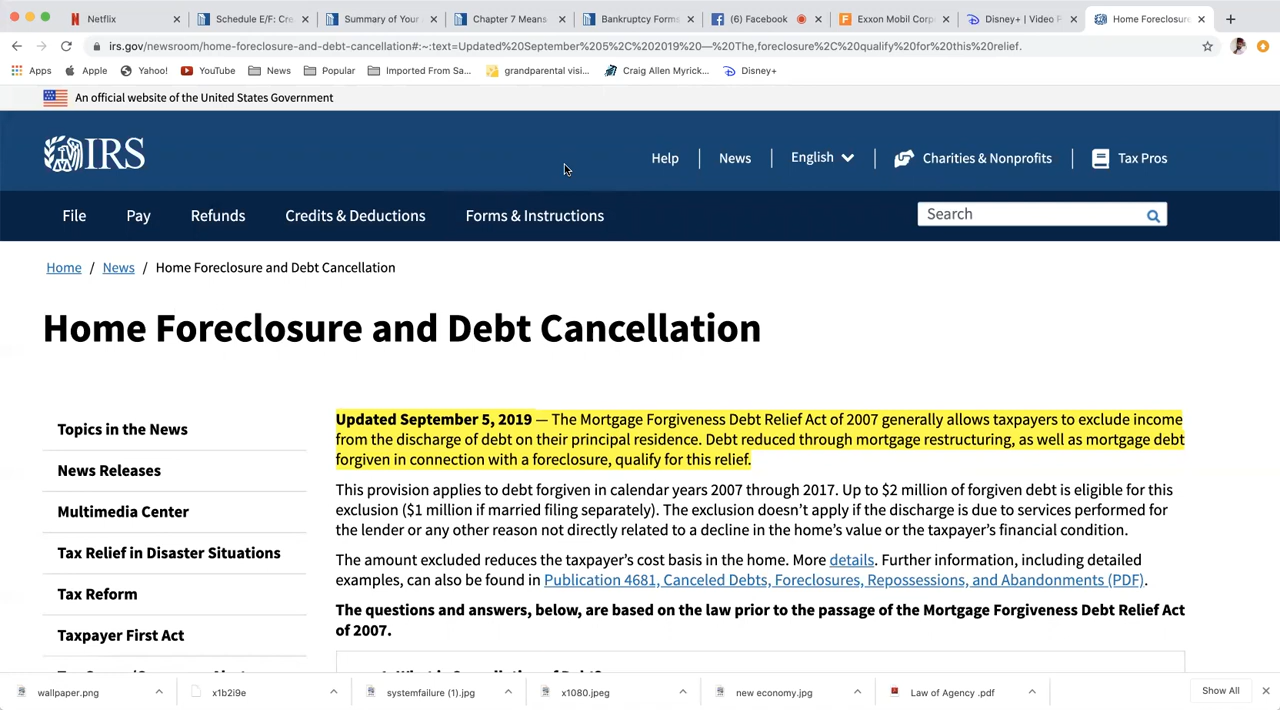 Netflix
Schedule E/F: Cre
Summary of Your
Chapter 7 Means
Bankruptcy Forms
(6) Facebook
Exxon Mobil Corp
Disney+ | Video P
Home Foreclosure
irs.gov/newsroom/home-foreclosure-and-debt-cancellation#:~:text=Updated%20September%205%2C%202019%20—%20The,foreclosure%2C%20qualify%20for%20this%20relief.
Apps
Apple
Yahoo!
YouTube
News
Popular
Imported From Sa...
grandparental visi...
Craig Allen Myrick...
Disney+
An official website of the United States Government
IRS
Help
News
English
Charities & Nonprofits
Tax Pros
File
Pay
Refunds
Credits & Deductions
Forms & Instructions
Search
Home / News / Home Foreclosure and Debt Cancellation
Home Foreclosure and Debt Cancellation
Topics in the News
News Releases
Multimedia Center
Tax Relief in Disaster Situations
Tax Reform
Taxpayer First Act
Updated September 5, 2019 — The Mortgage Forgiveness Debt Relief Act of 2007 generally allows taxpayers to exclude income
from the discharge of debt on their principal residence. Debt reduced through mortgage restructuring, as well as mortgage debt
forgiven in connection with a foreclosure, qualify for this relief.
This provision applies to debt forgiven in calendar years 2007 through 2017. Up to $2 million of forgiven debt is eligible for this
exclusion ($1 million if married filing separately). The exclusion doesn't apply if the discharge is due to services performed for
the lender or any other reason not directly related to a decline in the home's value or the taxpayer's financial condition.
The amount excluded reduces the taxpayer's cost basis in the home. More details. Further information, including detailed
examples, can also be found in Publication 4681, Canceled Debts, Foreclosures, Repossessions, and Abandonments (PDF).
The questions and answers, below, are based on the law prior to the passage of the Mortgage Forgiveness Debt Relief Act
of 2007.
wallpaper.png
x1b2i9e
systemfailure (1).jpg
x1080.jpeg
new economy.jpg
Law of Agency .pdf
Show All